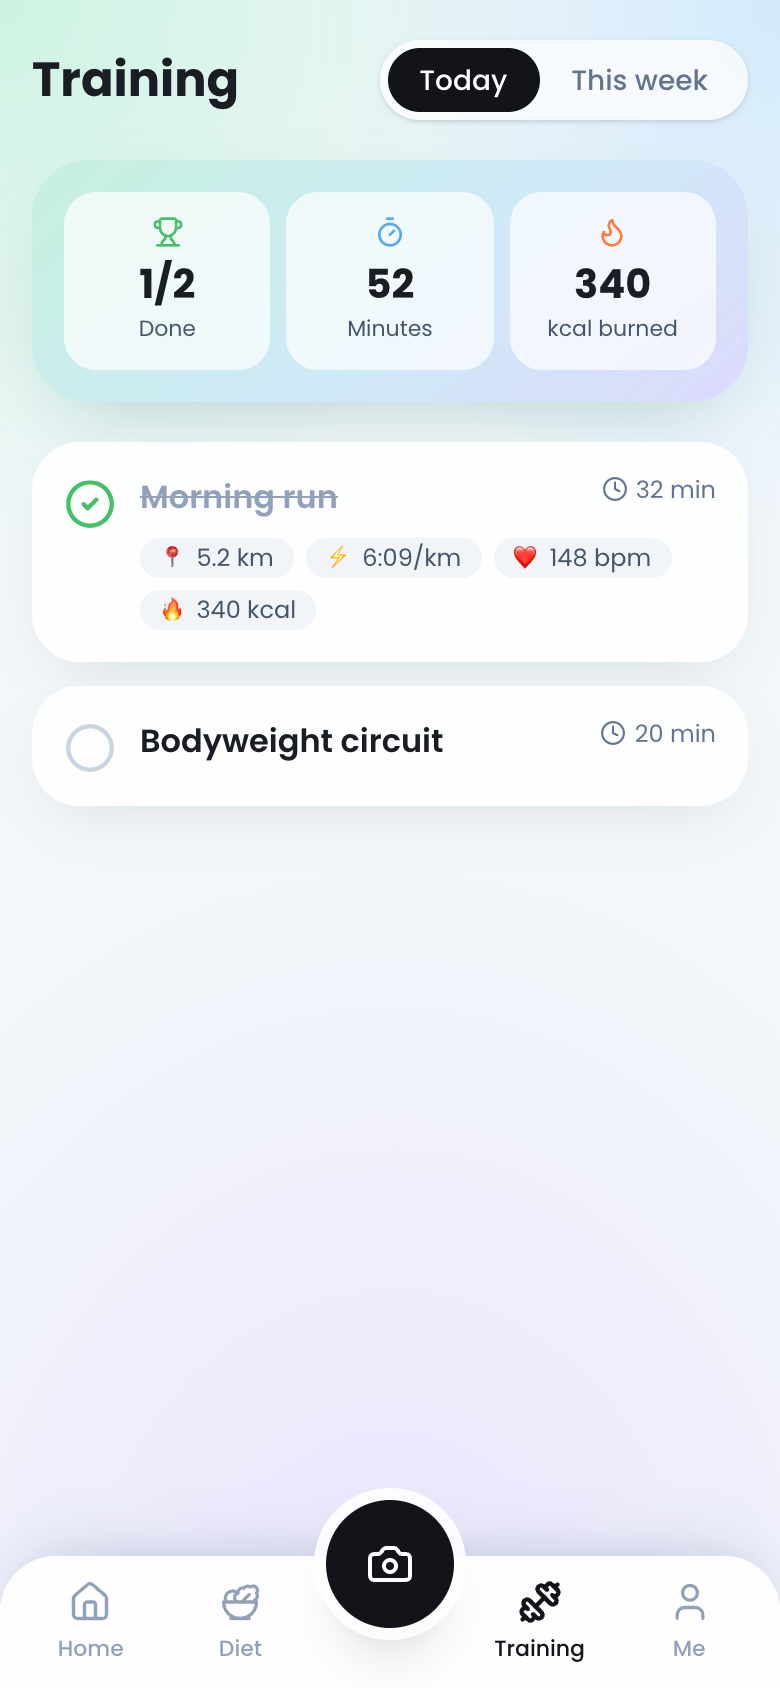 Training
Today
This week
1/2
Done
52
Minutes
340
kcal burned
Morning run
32 min
5.2 km
6:09/km
148 bpm
340 kcal
Bodyweight circuit
20 min
Home
Diet
Training
Me